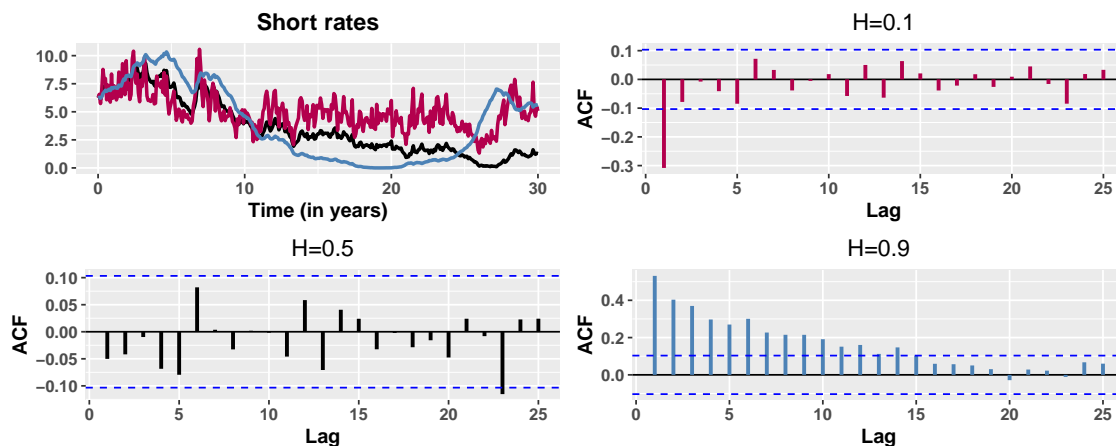 Short rates
10.0
7.5
5.0
2.5
0.0
0 10 20 30
Time (in years)
H=0.1
ACF
0.1
0.0
−0.1
−0.2
−0.3
0 5 10 15 20 25
Lag
H=0.5
ACF
0.10
0.05
0.00
−0.05
−0.10
0 5 10 15 20 25
Lag
H=0.9
ACF
0.4
0.2
0.0
0 5 10 15 20 25
Lag